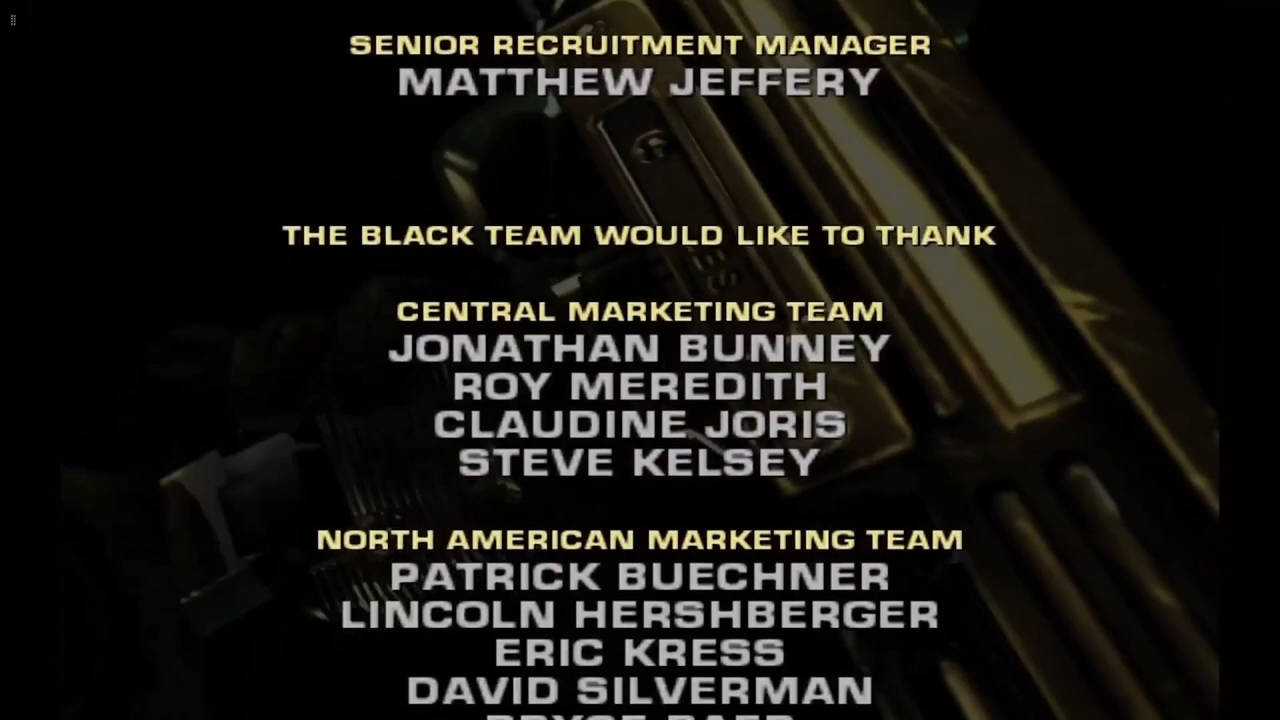 SENIOR RECRUITMENT MANAGER
MATTHEW JEFFERY
THE BLACK TEAM WOULD LIKE TO THANK
CENTRAL MARKETING TEAM
JONATHAN BUNNEY
ROY MEREDITH
CLAUDINE JORIS
STEVE KELSEY
NORTH AMERICAN MARKETING TEAM
PATRICK BUECHNER
LINCOLN HERSHBERGER
ERIC KRESS
DAVID SILVERMAN